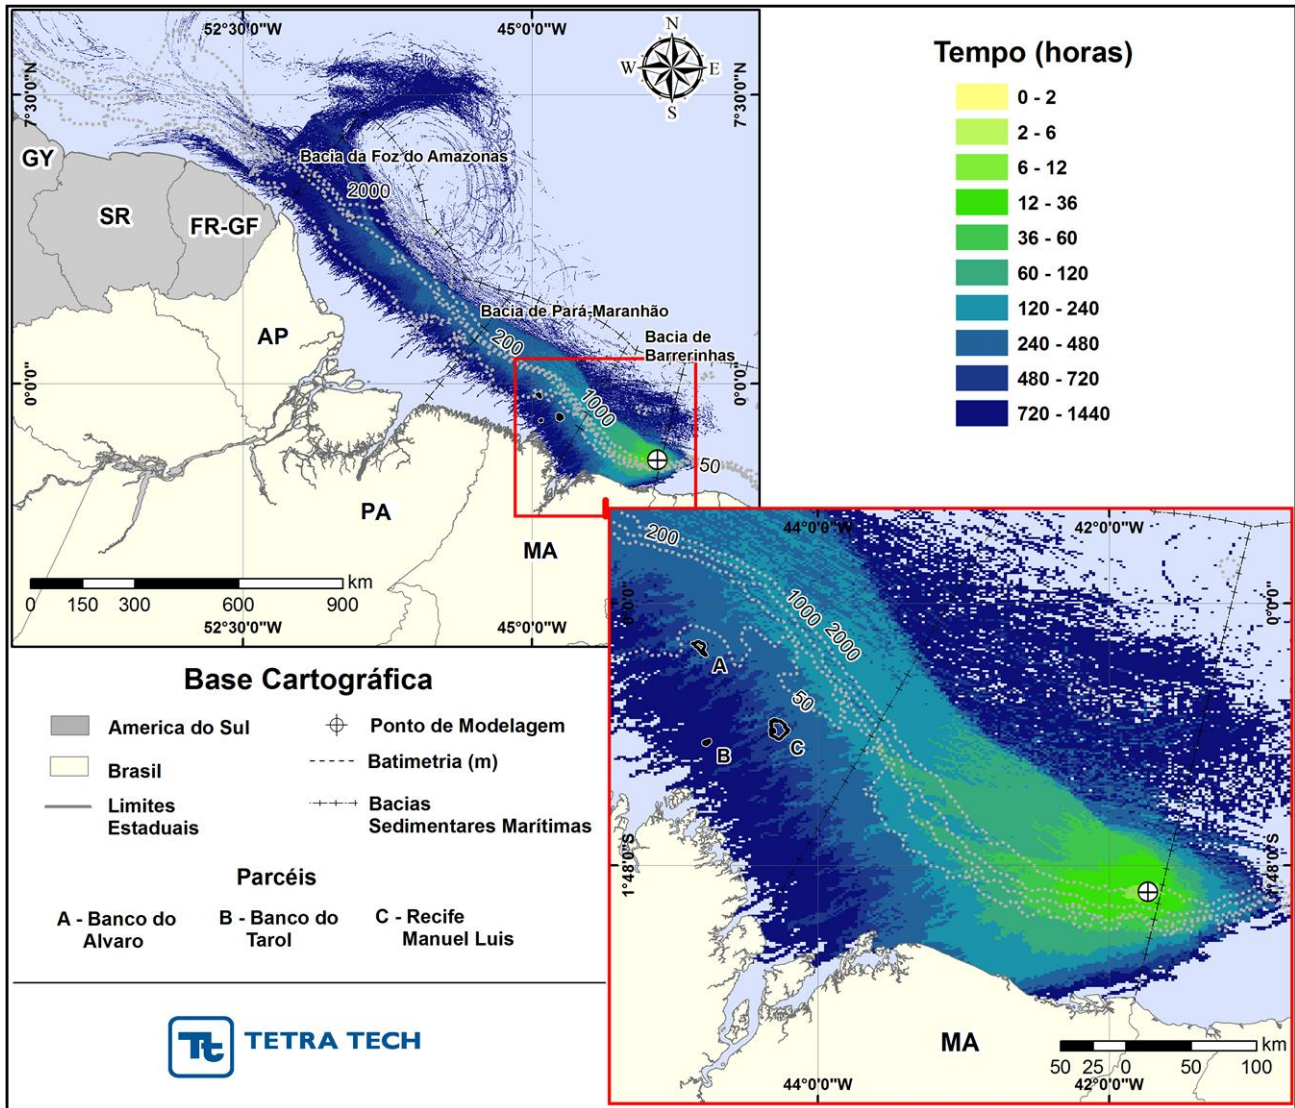 52°30'0"W
45°0'0"W
N
W
E
S
7°30'0"N
7°30'0"N
GY
SR
FR-GF
Bacia da Foz do Amazonas
2000
AP
Bacia de Pará-Maranhão
200
Bacia de
Barrerinhas
0°0'0"
0°0'0"
1000
50
PA
MA
km
0 150 300 600 900
52°30'0"W
45°0'0"W
Tempo (horas)
0 - 2
2 - 6
6 - 12
12 - 36
36 - 60
60 - 120
120 - 240
240 - 480
480 - 720
720 - 1440
44°0'0"W
42°0'0"W
200
1000
2000
0°0'0"
0°0'0"
A
50
B
C
1°48'0"S
1°48'0"S
MA
km
50 25 0 50 100
44°0'0"W
42°0'0"W
Base Cartográfica
America do Sul
Ponto de Modelagem
Brasil
Batimetria (m)
Limites
Estaduais
Bacias
Sedimentares Marítimas
Parcéis
A - Banco do
Alvaro
B - Banco do
Tarol
C - Recife
Manuel Luis
Tt
TETRA TECH